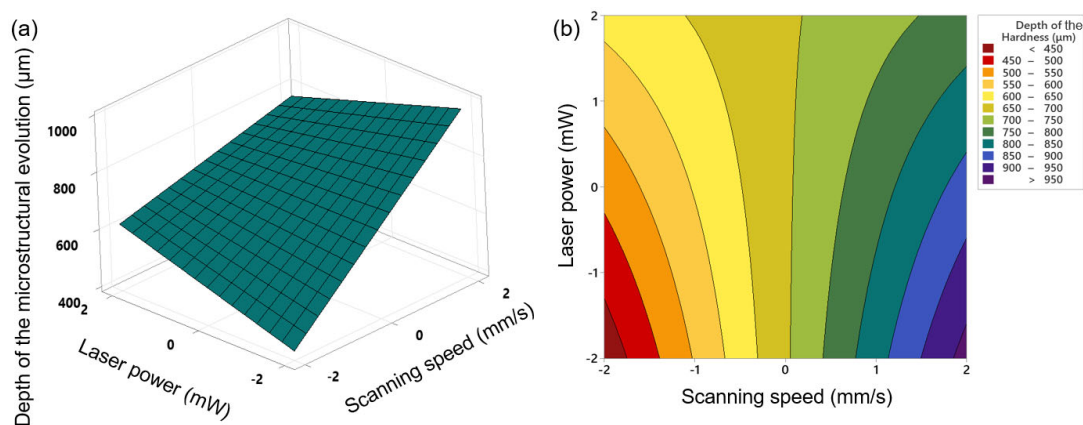 (a)
Depth of the microstructural evolution (µm)
1000
800
600
400
2
0
-2
Laser power (mW)
-2
0
2
Scanning speed (mm/s)
(b)
Laser power (mW)
2
1
0
-1
-2
-2
-1
0
1
2
Scanning speed (mm/s)
Depth of the
Hardness (µm)
< 450
450 – 500
500 – 550
550 – 600
600 – 650
650 – 700
700 – 750
750 – 800
800 – 850
850 – 900
900 – 950
> 950